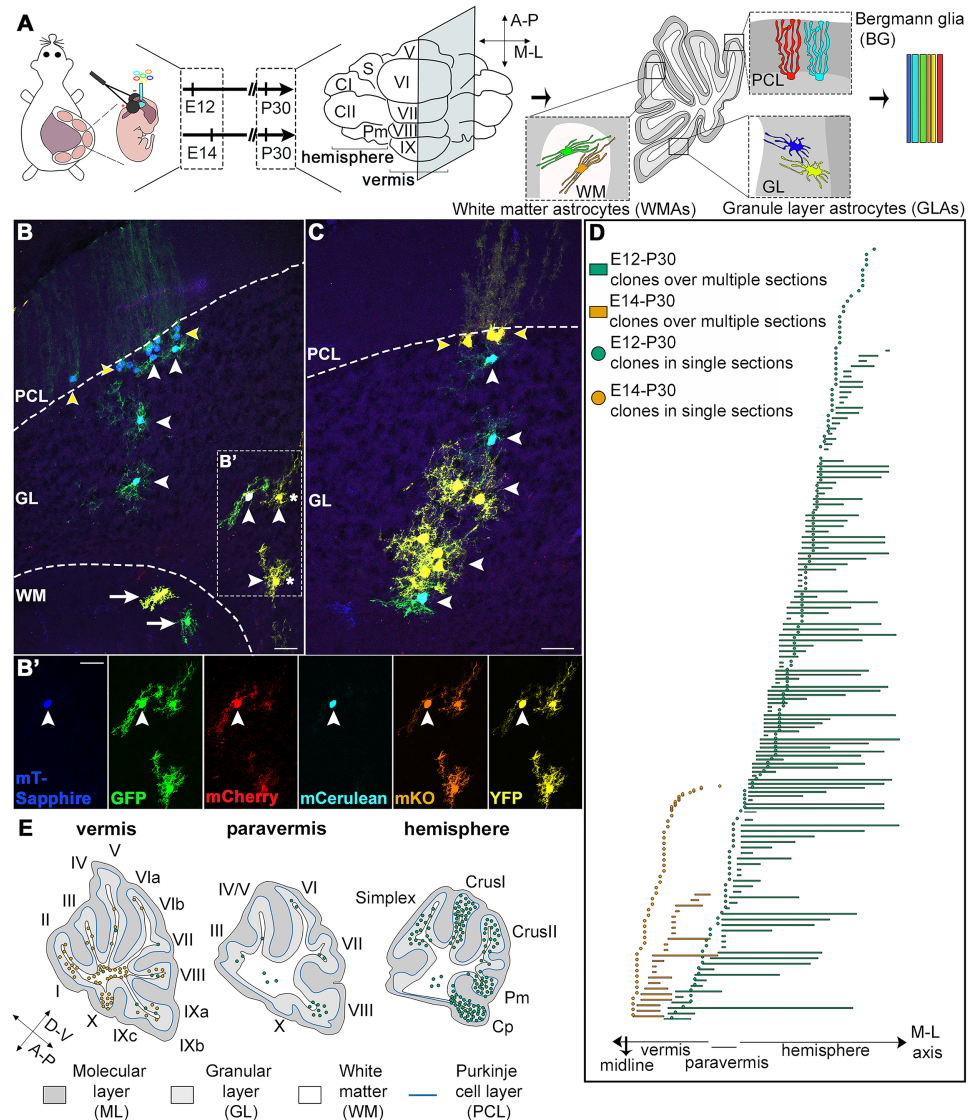 A
E12
P30
E14
P30
V
S
VI
CI
CII
VII
Pm
VIII
IX
hemisphere
vermis
A-P
M-L
WM
White matter astrocytes (WMAs)
PCL
GL
Granule layer astrocytes (GLAs)
Bergmann glia
(BG)
B
PCL
GL
WM
B'
*
*
C
PCL
GL
B'
mT-
Sapphire
GFP
mCherry
mCerulean
mKO
YFP
D
E12-P30
clones over multiple sections
E14-P30
clones over multiple sections
E12-P30
clones in single sections
E14-P30
clones in single sections
midline
vermis
paravermis
hemisphere
M-L
axis
E
vermis
paravermis
hemisphere
V
IV
VIa
III
VIb
II
VII
VIII
I
IXa
X
IXc
IXb
IV/V
VI
III
VII
VIII
X
Simplex
CrusI
CrusII
Pm
Cp
D-V
A-P
Molecular
layer
(ML)
Granular
layer
(GL)
White
matter
(WM)
Purkinje
cell layer
(PCL)